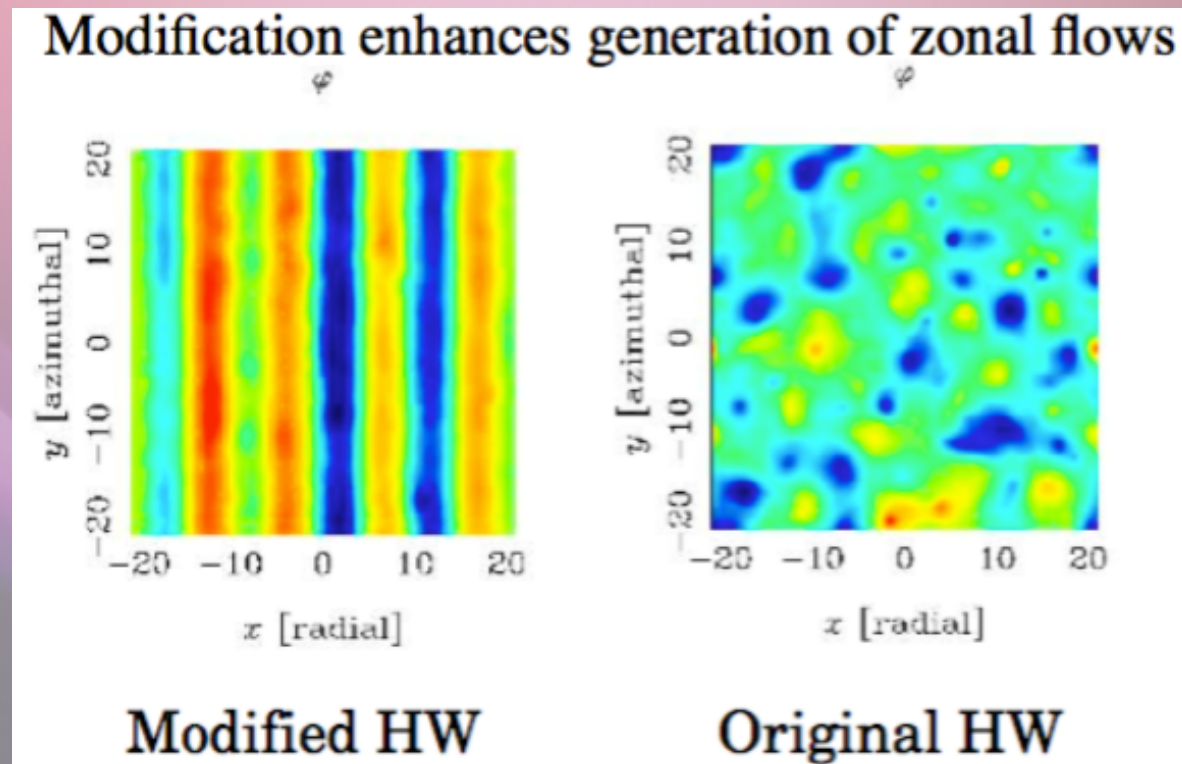 Modification enhances generation of zonal flows
φ
φ
20
10
0
−10
−20
y [azimuthal]
−20 −10 0 10 20
x [radial]
20
10
0
−10
−20
y [azimuthal]
−20 −10 0 10 20
x [radial]
Modified HW
Original HW